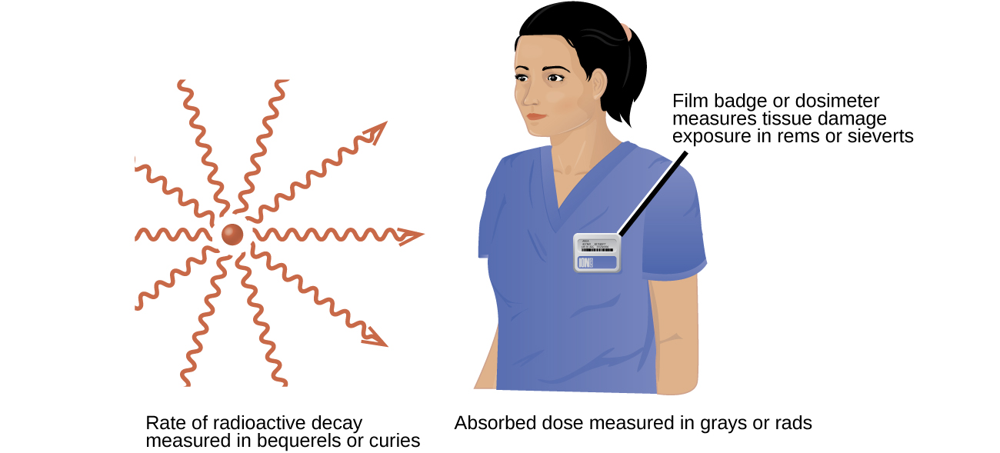 Film badge or dosimeter
measures tissue damage
exposure in rems or sieverts
ION
Rate of radioactive decay
measured in bequerels or curies
Absorbed dose measured in grays or rads